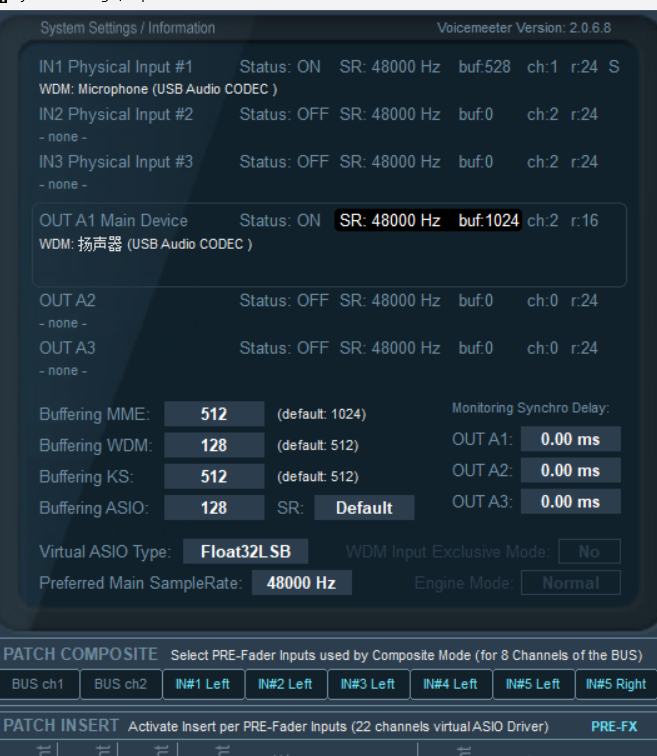 System Settings / Information Voicemeeter Version: 2.0.6.8
IN1 Physical Input #1 Status: ON SR: 48000 Hz buf:528 ch:1 r:24 S
WDM: Microphone (USB Audio CODEC )
IN2 Physical Input #2 Status: OFF SR: 48000 Hz buf:0 ch:2 r:24
- none -
IN3 Physical Input #3 Status: OFF SR: 48000 Hz buf:0 ch:2 r:24
- none -
OUT A1 Main Device Status: ON SR: 48000 Hz buf:1024 ch:2 r:16
WDM: 扬声器 (USB Audio CODEC )
OUT A2 Status: OFF SR: 48000 Hz buf:0 ch:0 r:24
- none -
OUT A3 Status: OFF SR: 48000 Hz buf:0 ch:0 r:24
- none -
Buffering MME: 512 (default: 1024) Monitoring Synchro Delay:
Buffering WDM: 128 (default: 512) OUT A1: 0.00 ms
Buffering KS: 512 (default: 512) OUT A2: 0.00 ms
Buffering ASIO: 128 SR: Default OUT A3: 0.00 ms
Virtual ASIO Type: Float32LSB WDM Input Exclusive Mode: No
Preferred Main SampleRate: 48000 Hz Engine Mode: Normal
PATCH COMPOSITE Select PRE-Fader Inputs used by Composite Mode (for 8 Channels of the BUS)
BUS ch1 BUS ch2 IN#1 Left IN#2 Left IN#3 Left IN#4 Left IN#5 Left IN#5 Right
PATCH INSERT Activate Insert per PRE-Fader Inputs (22 channels virtual ASIO Driver) PRE-FX